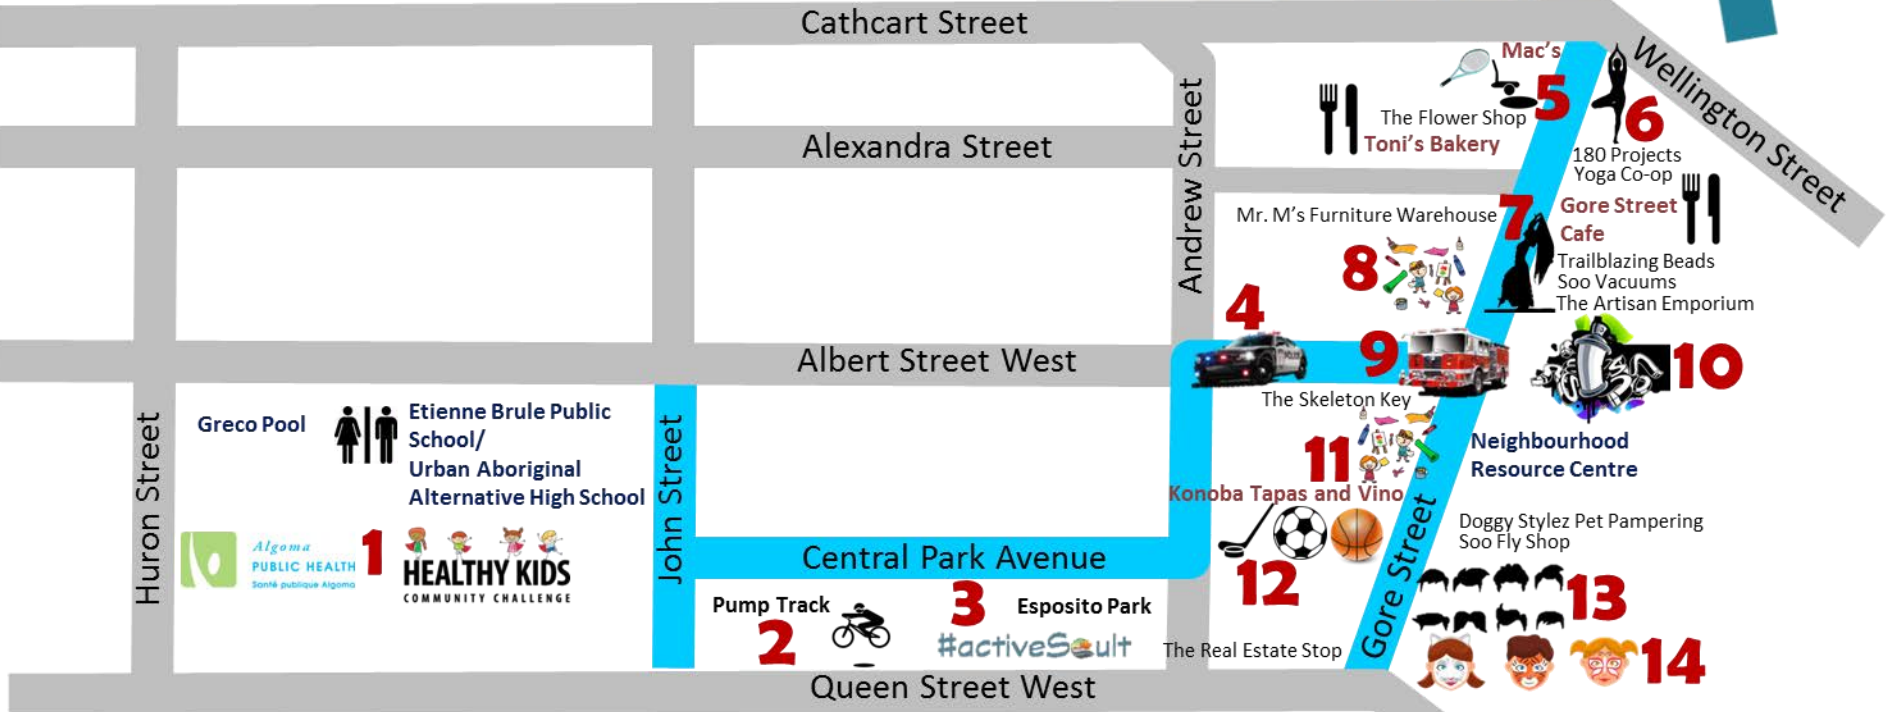 Cathcart Street
Mac's
5
Wellington Street
6
The Flower Shop
Toni's Bakery
Alexandra Street
Andrew Street
180 Projects
Yoga Co-op
7
Gore Street
Cafe
Mr. M's Furniture Warehouse
8
Trailblazing Beads
Soo Vacuums
The Artisan Emporium
4
POLICE
9
10
Albert Street West
The Skeleton Key
Huron Street
Greco Pool
Etienne Brule Public
School/
Urban Aboriginal
Alternative High School
John Street
11
Neighbourhood
Resource Centre
Konoba Tapas and Vino
Gore Street
Doggy Stylez Pet Pampering
Soo Fly Shop
Algoma
PUBLIC HEALTH
Santé publique Algoma
1
HEALTHY KIDS
COMMUNITY CHALLENGE
Central Park Avenue
12
13
Pump Track
2
3
Esposito Park
#activeSault
The Real Estate Stop
14
Queen Street West